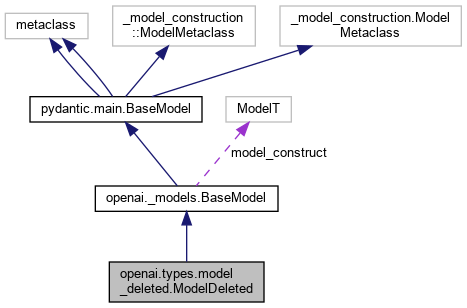 metaclass
_model_construction
::ModelMetaclass
_model_construction.Model
Metaclass
pydantic.main.BaseModel
ModelT
model_construct
openai._models.BaseModel
openai.types.model
_deleted.ModelDeleted